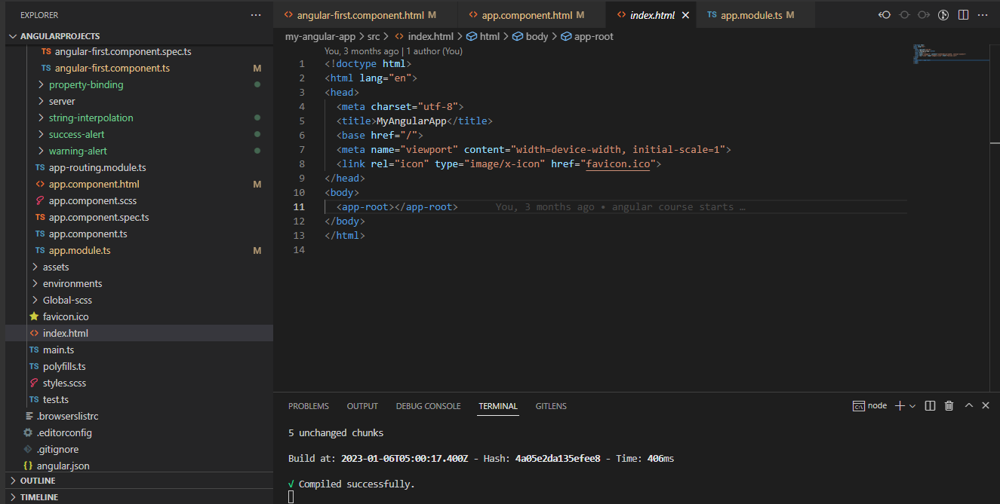 EXPLORER
ANGULARPROJECTS
TS angular-first.component.spec.ts
TS angular-first.component.ts M
property-binding
server
string-interpolation
success-alert
warning-alert
TS app-routing.module.ts
<> app.component.html M
app.component.scss
TS app.component.spec.ts
TS app.component.ts
TS app.module.ts M
assets
environments
Global-scss
favicon.ico
<> index.html
TS main.ts
TS polyfills.ts
styles.scss
TS test.ts
.browserslistrc
.editorconfig
.gitignore
{} angular.json
OUTLINE
TIMELINE
<> angular-first.component.html M <> app.component.html M <> index.html TS app.module.ts M
my-angular-app > src > <> index.html > html > body > app-root
You, 3 months ago | 1 author (You)
1 <!doctype html>
2 <html lang="en">
3 <head>
4 <meta charset="utf-8">
5 <title>MyAngularApp</title>
6 <base href="/">
7 <meta name="viewport" content="width=device-width, initial-scale=1">
8 <link rel="icon" type="image/x-icon" href="favicon.ico">
9 </head>
10 <body>
11 <app-root></app-root> You, 3 months ago • angular course starts …
12 </body>
13 </html>
14
PROBLEMS OUTPUT DEBUG CONSOLE TERMINAL GITLENS node
5 unchanged chunks
Build at: 2023-01-06T05:00:17.400Z - Hash: 4a05e2da135efee8 - Time: 406ms
√ Compiled successfully.